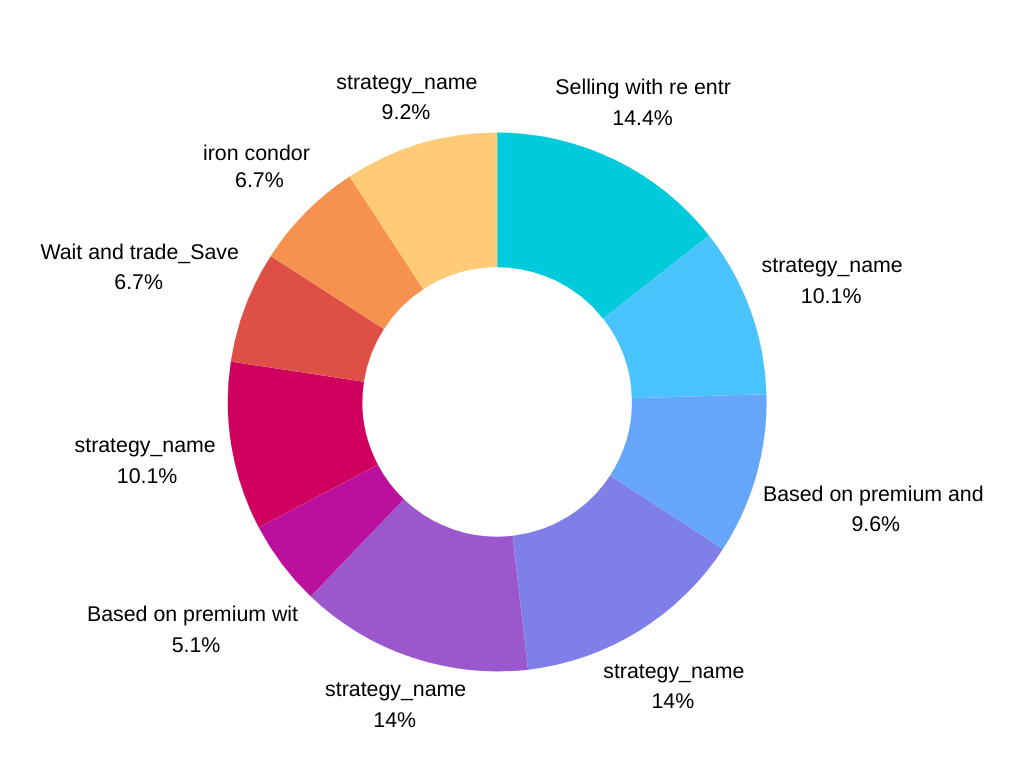 strategy_name
9.2%
Selling with re entr
14.4%
iron condor
6.7%
Wait and trade_Save
6.7%
strategy_name
10.1%
strategy_name
10.1%
Based on premium and
9.6%
Based on premium wit
5.1%
strategy_name
14%
strategy_name
14%